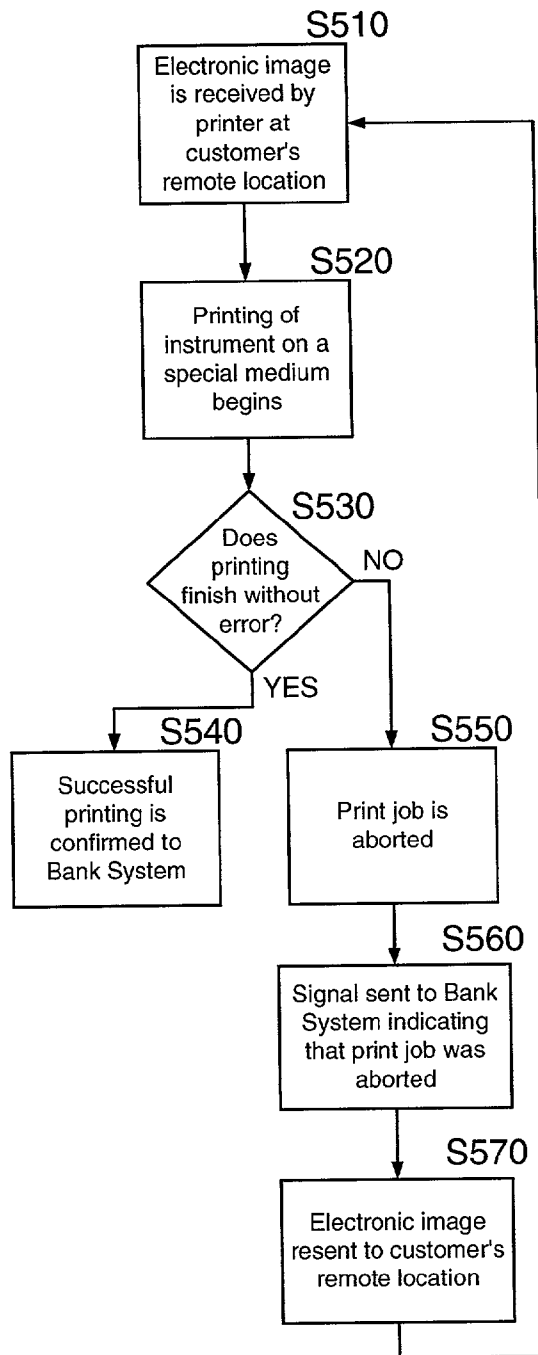 S510
Electronic image
is received by
printer at
customer's
remote location
S520
Printing of
instrument on a
special medium
begins
S530
Does
printing
finish without
error?
NO
YES
S540
Successful
printing is
confirmed to
Bank System
S550
Print job is
aborted
S560
Signal sent to Bank
System indicating
that print job was
aborted
S570
Electronic image
resent to customer's
remote location